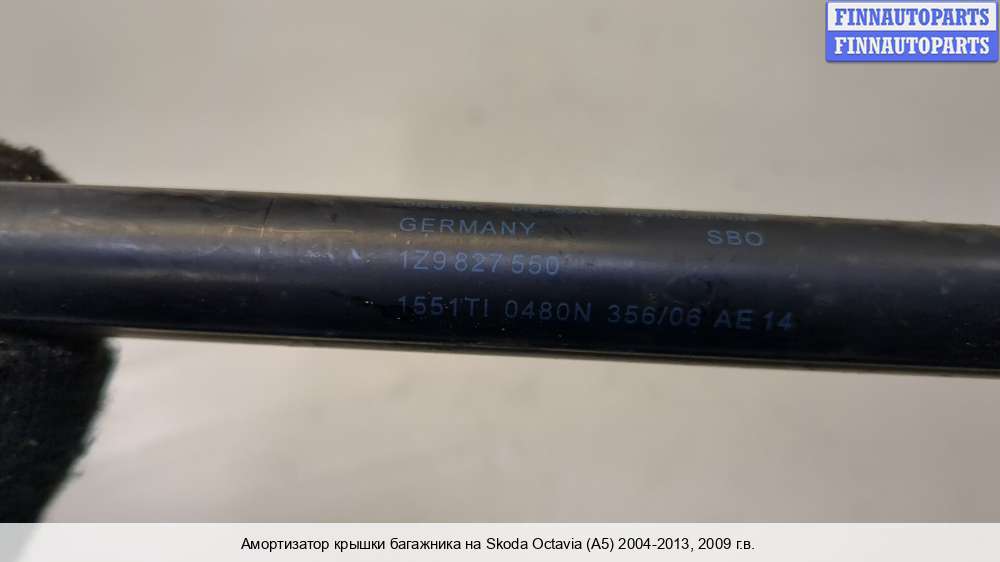 FINNAUTOPARTS
FINNAUTOPARTS
GERMANY SBO
1Z9 827 550
1551TI 0480N 356/06 AE 14
Амортизатор крышки багажника на Skoda Octavia (A5) 2004-2013, 2009 г.в.